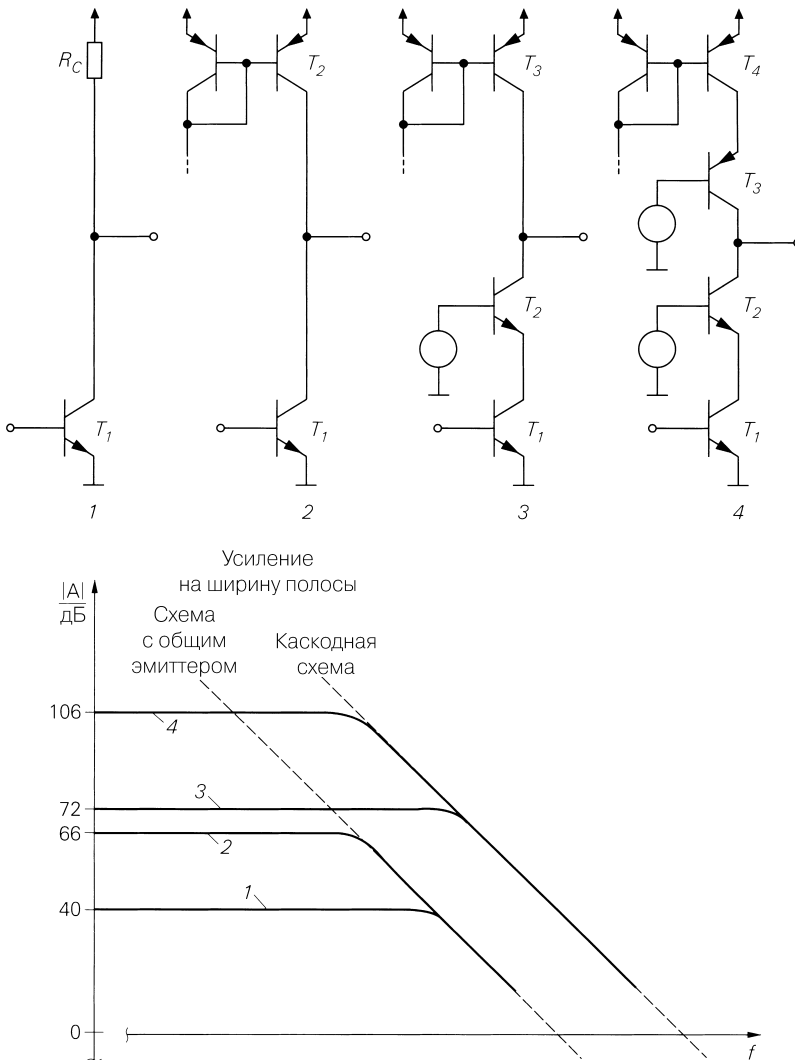 R_C
T_2
T_3
T_4
T_3
T_2
T_2
T_1
T_1
T_1
T_1
1
2
3
4
Усиление
на ширину полосы
|A|
дБ
Схема
с общим
эмиттером
Каскодная
схема
106
4
72
3
66
2
40
1
0
f